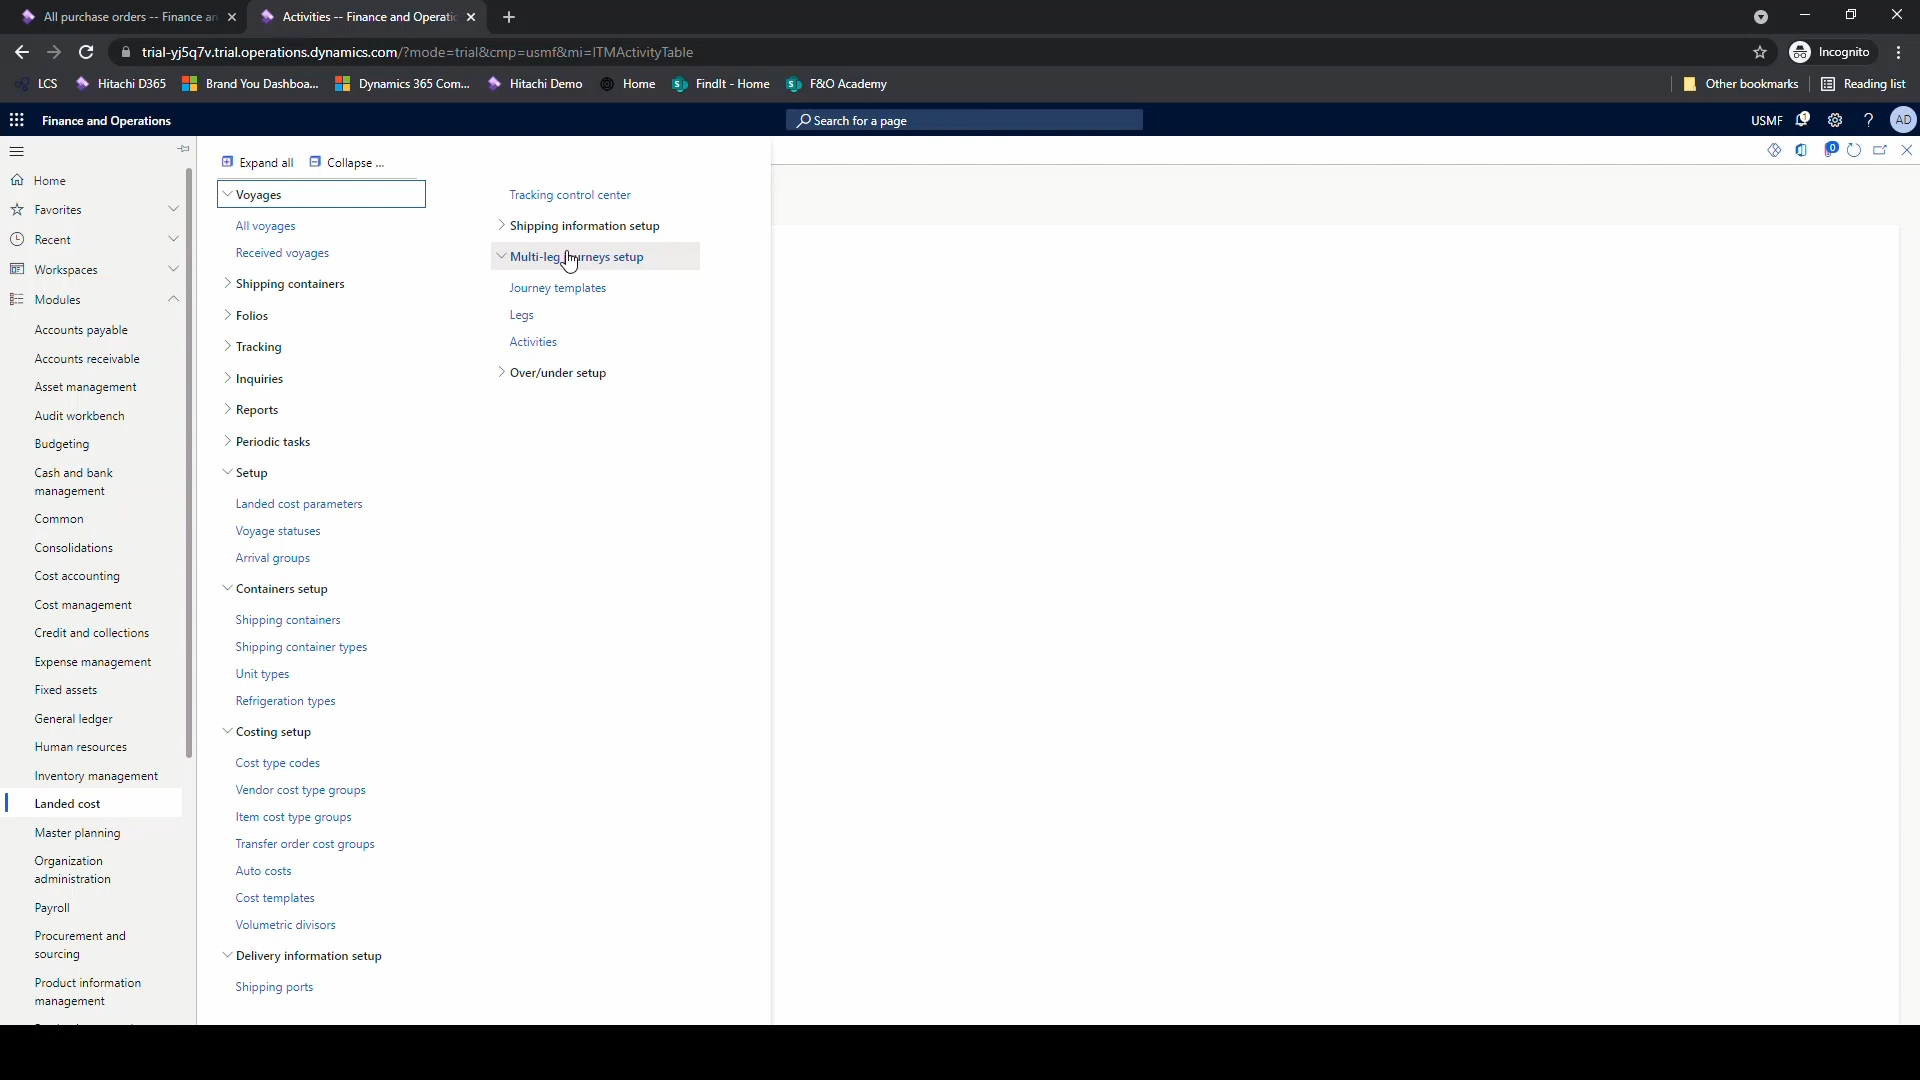 All purchase orders -- Finance an
Activities -- Finance and Operatic
trial-yj5q7v.trial.operations.dynamics.com/?mode=trial&cmp=usmf&mi=ITMActivityTable
Incognito
LCS
Hitachi D365
Brand You Dashboa...
Dynamics 365 Com...
Hitachi Demo
Home
FindIt - Home
F&O Academy
Other bookmarks
Reading list
Finance and Operations
Search for a page
USMF
1
?
AD
0
Home
Favorites
Recent
Workspaces
Modules
Accounts payable
Accounts receivable
Asset management
Audit workbench
Budgeting
Cash and bank
management
Common
Consolidations
Cost accounting
Cost management
Credit and collections
Expense management
Fixed assets
General ledger
Human resources
Inventory management
Landed cost
Master planning
Organization
administration
Payroll
Procurement and
sourcing
Product information
management
Expand all
Collapse ...
Voyages
All voyages
Received voyages
Shipping containers
Folios
Tracking
Inquiries
Reports
Periodic tasks
Setup
Landed cost parameters
Voyage statuses
Arrival groups
Containers setup
Shipping containers
Shipping container types
Unit types
Refrigeration types
Costing setup
Cost type codes
Vendor cost type groups
Item cost type groups
Transfer order cost groups
Auto costs
Cost templates
Volumetric divisors
Delivery information setup
Shipping ports
Tracking control center
Shipping information setup
Multi-leg journeys setup
Journey templates
Legs
Activities
Over/under setup